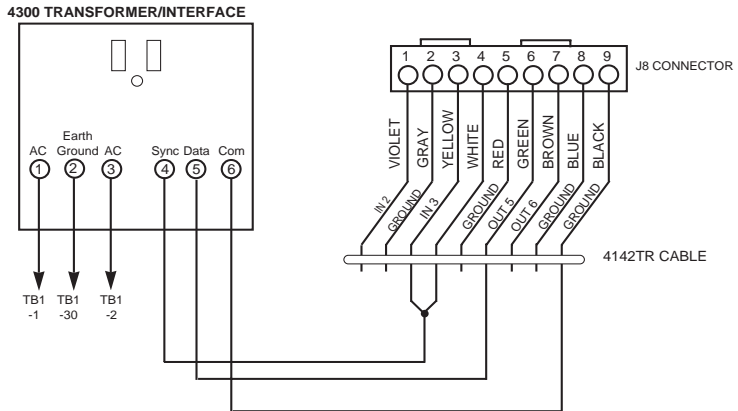 4300 TRANSFORMER/INTERFACE
1 2 3 4 5 6 7 8 9
J8 CONNECTOR
Earth
Ground
AC AC Sync Data Com
1 2 3 4 5 6
VIOLET
GRAY
YELLOW
WHITE
RED
GREEN
BROWN
BLUE
BLACK
IN 2
GROUND
IN 3
GROUND
OUT 5
OUT 6
GROUND
GROUND
4142TR CABLE
TB1 TB1 TB1
-1 -30 -2